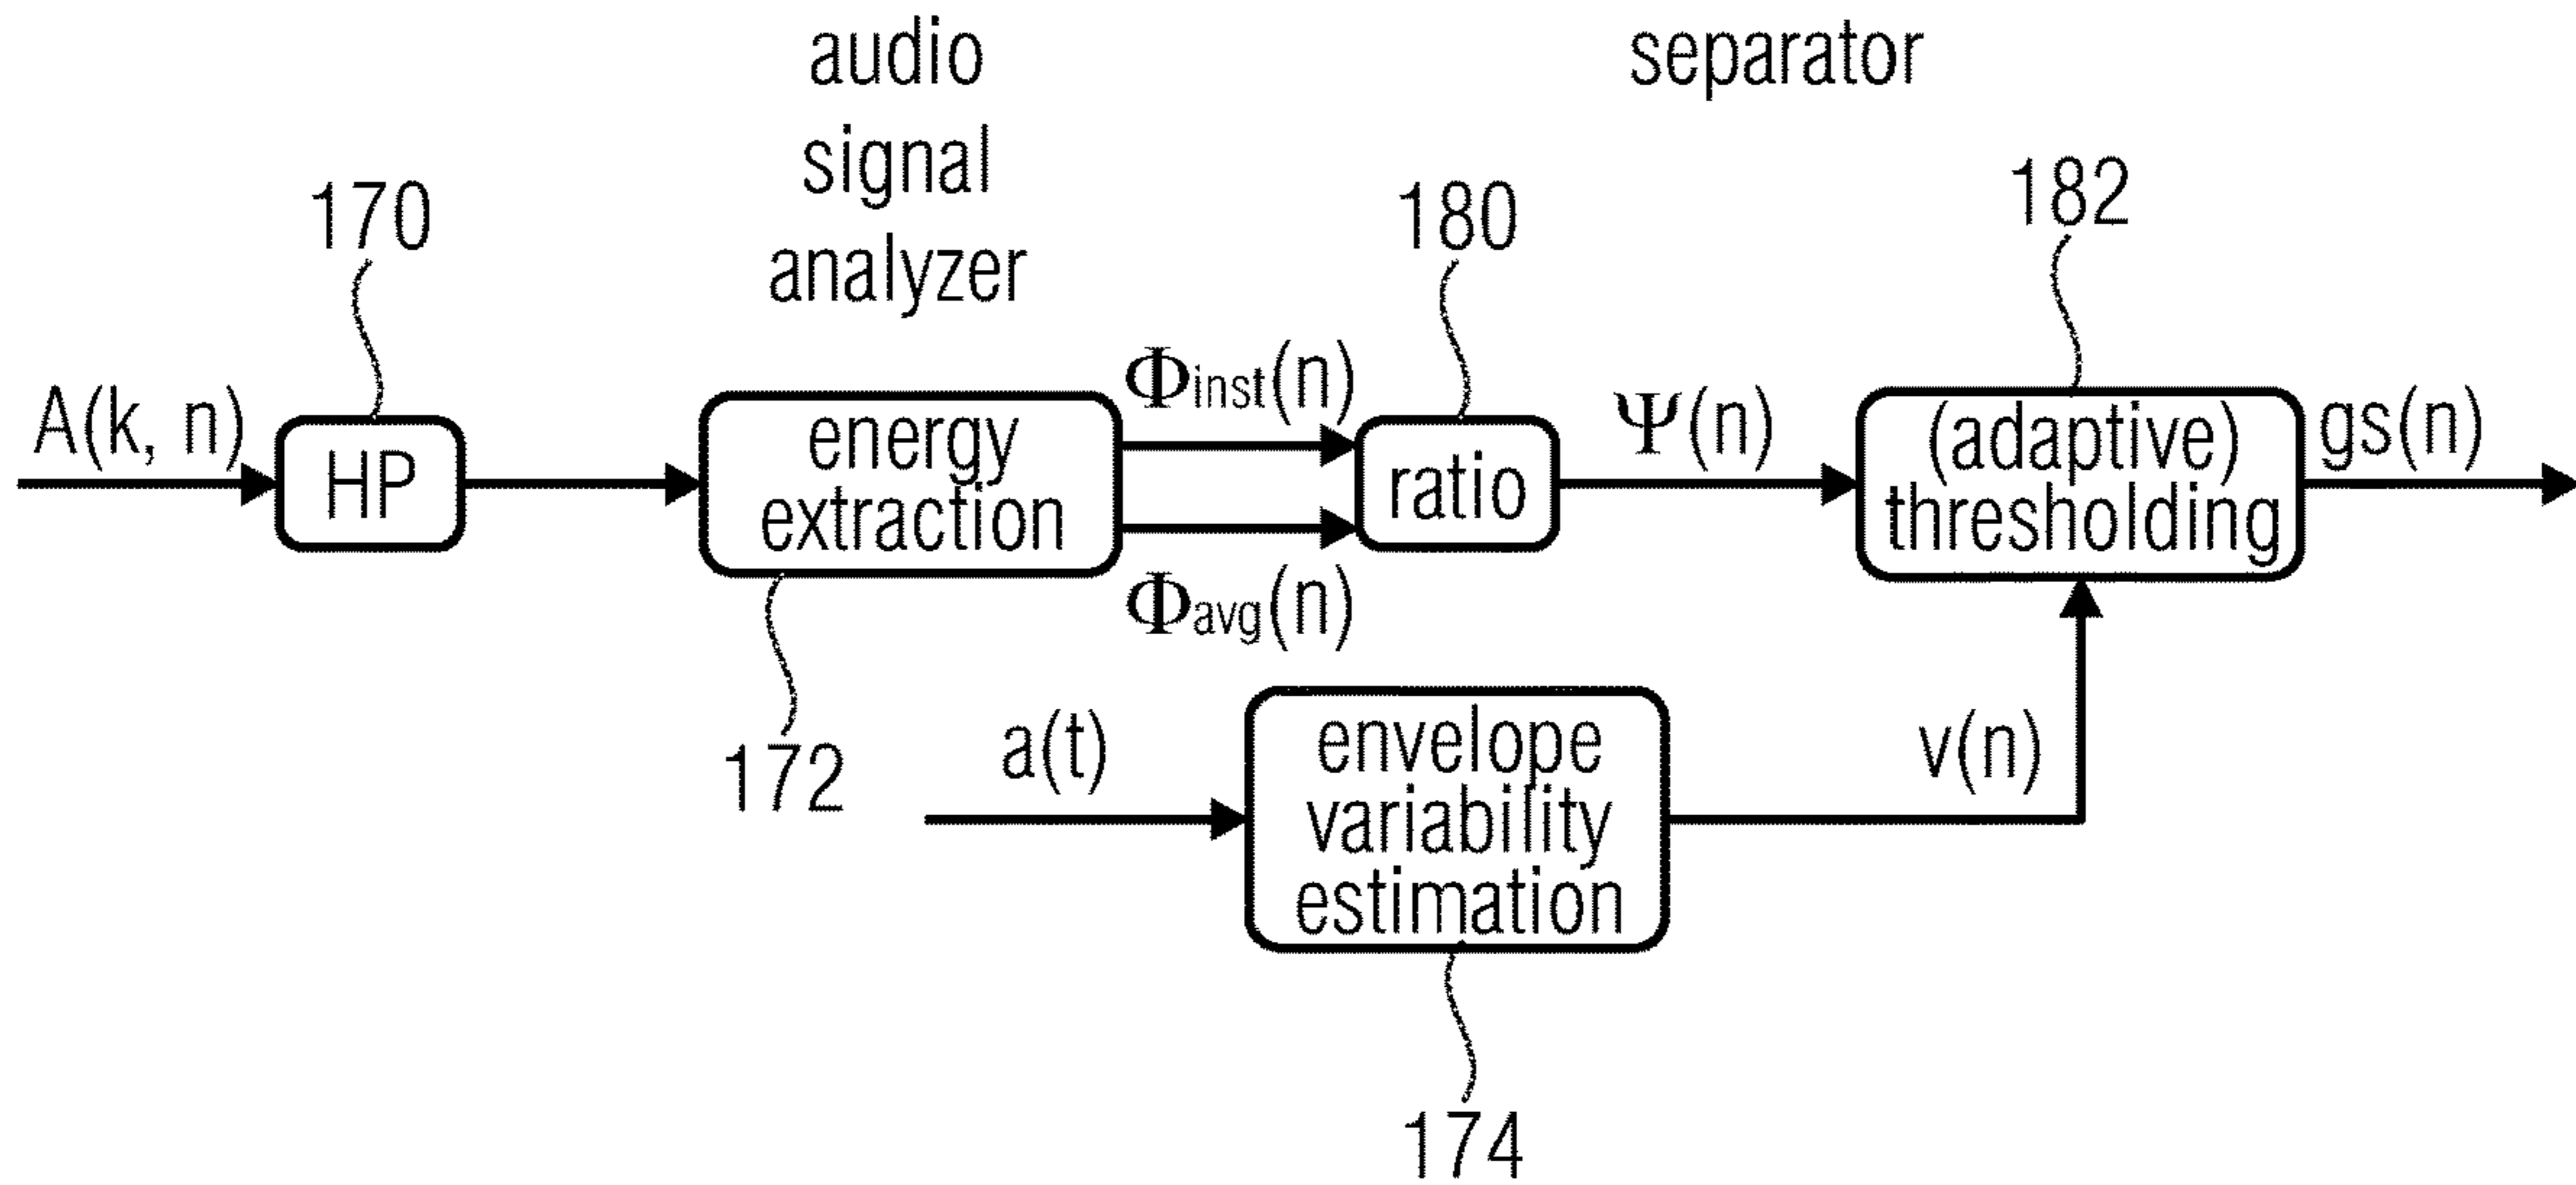 audio
signal
analyzer
separator
170
180
182
A(k, n)
HP
energy
extraction
Φinst(n)
Φavg(n)
ratio
Ψ(n)
(adaptive)
thresholding
gs(n)
172
a(t)
envelope
variability
estimation
v(n)
174